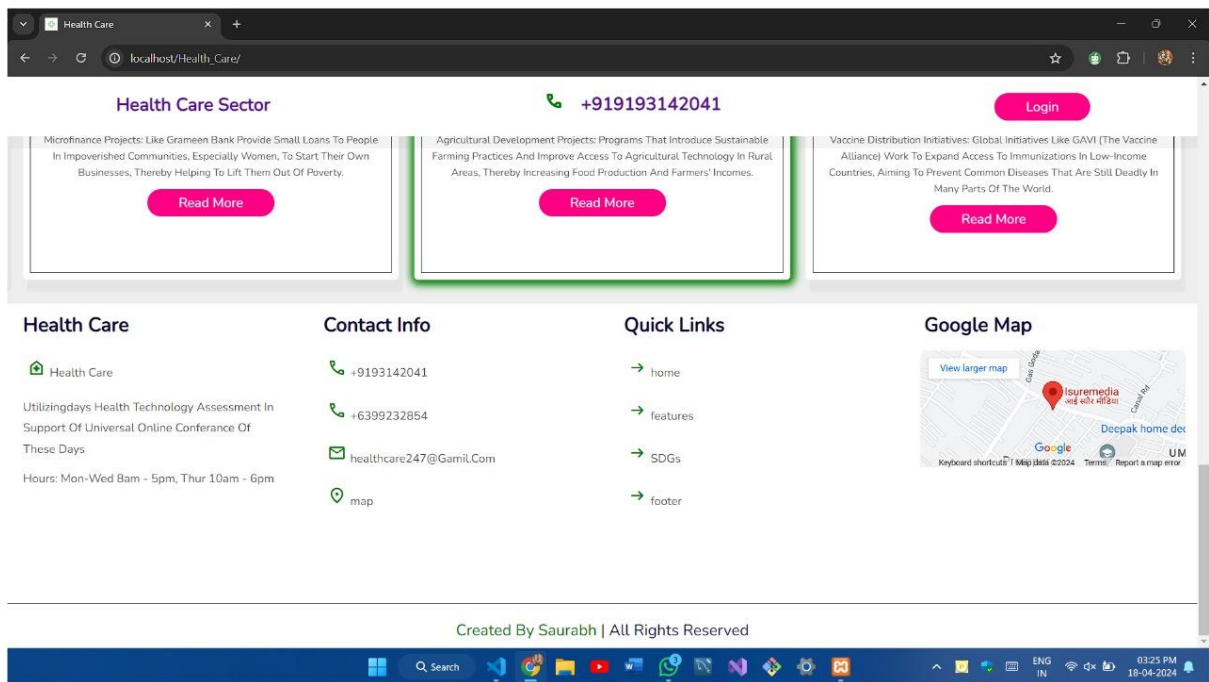 Health Care
localhost/Health_Care/
Health Care Sector
+919193142041
Login
Microfinance Projects: Like Grameen Bank Provide Small Loans To People
In Impoverished Communities, Especially Women, To Start Their Own
Businesses, Thereby Helping To Lift Them Out Of Poverty.
Read More
Agricultural Development Projects: Programs That Introduce Sustainable
Farming Practices And Improve Access To Agricultural Technology In Rural
Areas, Thereby Increasing Food Production And Farmers' Incomes.
Read More
Vaccine Distribution Initiatives: Global Initiatives Like GAVI (The Vaccine
Alliance) Work To Expand Access To Immunizations In Low-Income
Countries, Aiming To Prevent Common Diseases That Are Still Deadly In
Many Parts Of The World.
Read More
Health Care
Health Care
Utilizingdays Health Technology Assessment In
Support Of Universal Online Conferance Of
These Days
Hours: Mon-Wed 8am - 5pm, Thur 10am - 6pm
Contact Info
+9193142041
+6399232854
healthcare247@Gamil.Com
map
Quick Links
home
features
SDGs
footer
Google Map
View larger map
Gas Goda
Isuremedia
आई स्योर मीडिया
Canal Rd
Deepak home dec
Google
UM
Keyboard shortcuts
Map data ©2024
Terms
Report a map error
Created By Saurabh | All Rights Reserved
Search
ENG
IN
03:25 PM
18-04-2024